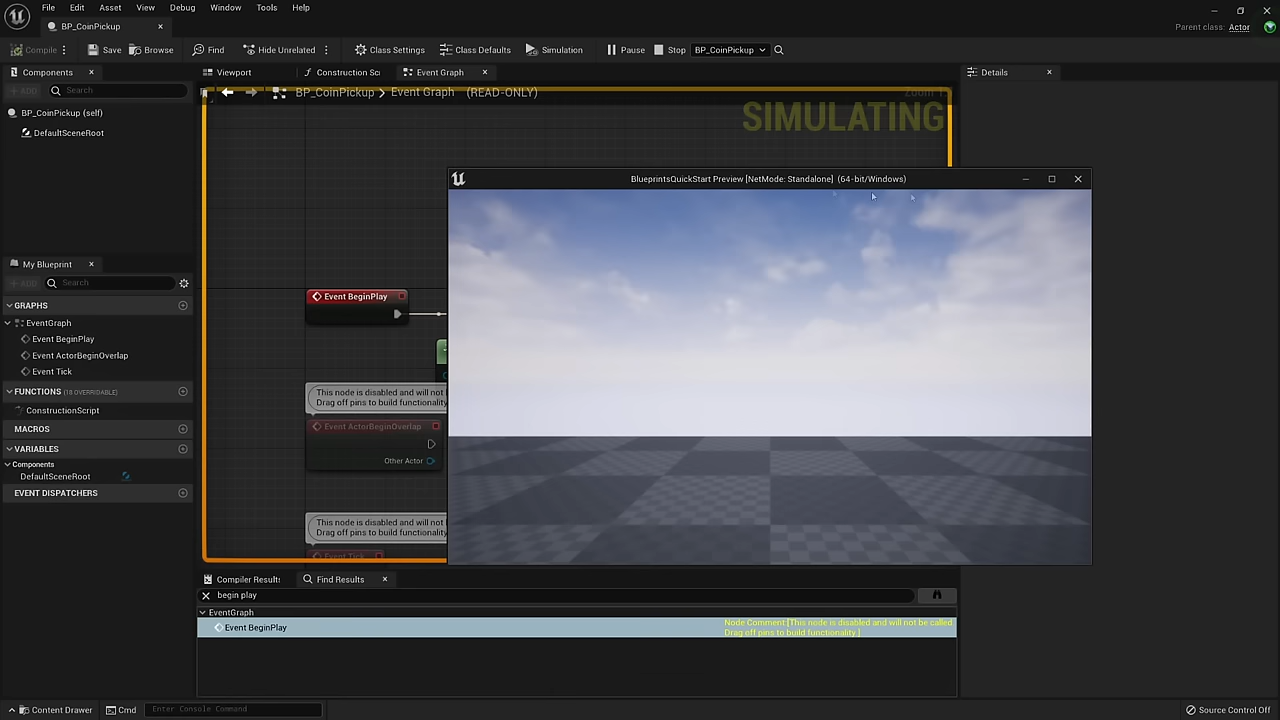 File Edit Asset View Debug Window Tools Help
BP_CoinPickup
Parent class: Actor
Compile Save Browse Find Hide Unrelated Class Settings Class Defaults Simulation Pause Stop BP_CoinPickup
Components
Viewport
Construction Sc
Event Graph
Details
ADD
Search
BP_CoinPickup > Event Graph (READ-ONLY)
SIMULATING
BP_CoinPickup (self)
DefaultSceneRoot
BlueprintsQuickStart Preview [NetMode: Standalone] (64-bit/Windows)
My Blueprint
ADD
Search
GRAPHS
EventGraph
Event BeginPlay
Event ActorBeginOverlap
Event Tick
FUNCTIONS (18 OVERRIDABLE)
ConstructionScript
MACROS
VARIABLES
Components
DefaultSceneRoot
EVENT DISPATCHERS
Event BeginPlay
This node is disabled and will not
Drag off pins to build functionality
Event ActorBeginOverlap
Other Actor
This node is disabled and will not
Drag off pins to build functionality
Event Tick
Compiler Results
Find Results
begin play
EventGraph
Event BeginPlay
Node Comment:[This node is disabled and will not be called
Drag off pins to build functionality.]
Content Drawer
Cmd
Enter Console Command
Source Control Off